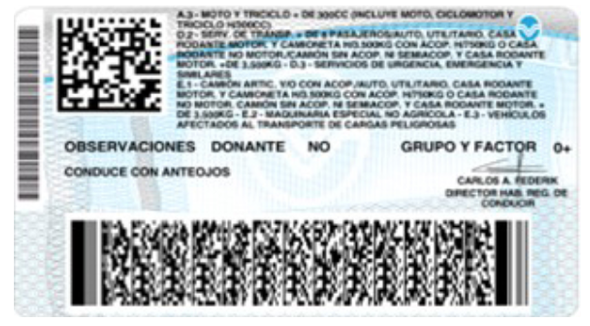 A.3 - MOTO Y TRICICLO + DE 300CC (INCLUYE MOTO, CICLOMOTOR Y
TRICICLO H/300CC).
D.2 - SERV. DE TRANSP. + DE 8 PASAJEROS/AUTO, UTILITARIO, CASA
RODANTE MOTOR. Y CAMIONETA H/3.500KG CON ACOP. H/750KG O CASA
RODANTE NO MOTOR./CAMIÓN SIN ACOP. NI SEMIACOP. Y CASA RODANTE
MOTOR. +DE 3.500KG - D.3 - SERVICIOS DE URGENCIA, EMERGENCIA Y
SIMILARES
E.1 - CAMIÓN ARTIC. Y/O CON ACOP./AUTO, UTILITARIO, CASA RODANTE
MOTOR. Y CAMIONETA H/3.500KG CON ACOP. H/750KG O CASA RODANTE
NO MOTOR. CAMIÓN SIN ACOP. NI SEMIACOP. Y CASA RODANTE MOTOR. +
DE 3.500KG - E.2 - MAQUINARIA ESPECIAL NO AGRÍCOLA - E.3 - VEHÍCULOS
AFECTADOS AL TRANSPORTE DE CARGAS PELIGROSAS
OBSERVACIONES DONANTE NO GRUPO Y FACTOR 0+
CONDUCE CON ANTEOJOS
CARLOS A. FEDERIK
DIRECTOR HAB. REG. DE
CONDUCIR